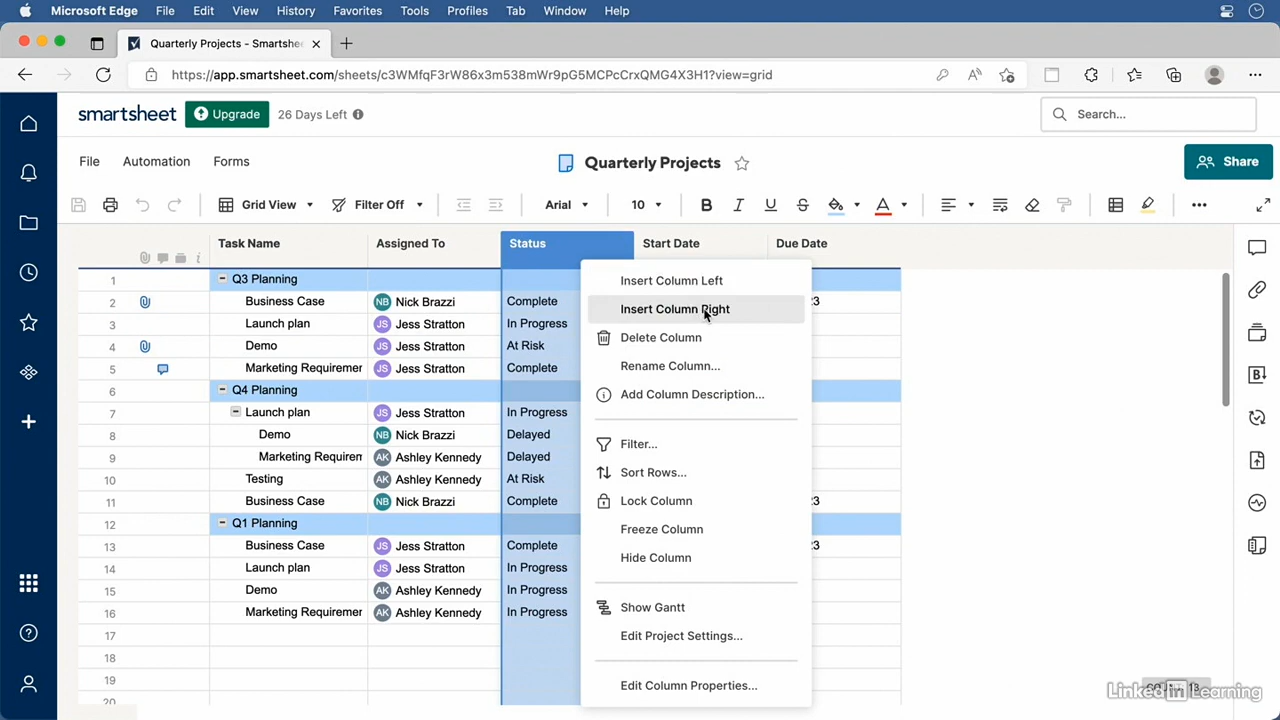 Microsoft Edge File Edit View History Favorites Tools Profiles Tab Window Help
Quarterly Projects - Smartshe
https://app.smartsheet.com/sheets/c3WMfqF3rW86x3m538mWr9pG5MCPcCrxQMG4X3H1?view=grid
smartsheet Upgrade 26 Days Left Search...
File Automation Forms Quarterly Projects Share
Grid View Filter Off Arial 10 B I U S A
Task Name Assigned To Status Start Date Due Date
1 Q3 Planning
2 Business Case NB Nick Brazzi Complete 3
3 Launch plan JS Jess Stratton In Progress
4 Demo JS Jess Stratton At Risk
5 Marketing Requiremer JS Jess Stratton Complete
6 Q4 Planning
7 Launch plan JS Jess Stratton In Progress
8 Demo NB Nick Brazzi Delayed
9 Marketing Requiren AK Ashley Kennedy Delayed
10 Testing AK Ashley Kennedy At Risk
11 Business Case NB Nick Brazzi Complete 3
12 Q1 Planning
13 Business Case JS Jess Stratton Complete 3
14 Launch plan JS Jess Stratton In Progress
15 Demo AK Ashley Kennedy In Progress
16 Marketing Requiremer AK Ashley Kennedy In Progress
17
18
19
20
Insert Column Left
Insert Column Right
Delete Column
Rename Column...
Add Column Description...
Filter...
Sort Rows...
Lock Column
Freeze Column
Hide Column
Show Gantt
Edit Project Settings...
Edit Column Properties...
LinkedIn Learning